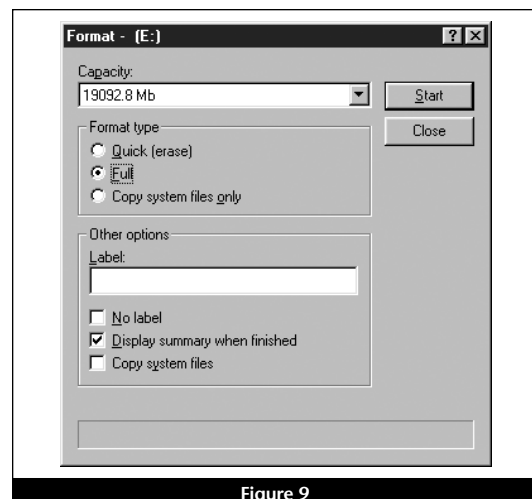 Format - (E:)
Capacity:
19092.8 Mb
Start
Close
Format type
Quick (erase)
Full
Copy system files only
Other options
Label:
No label
Display summary when finished
Copy system files
Figure 9